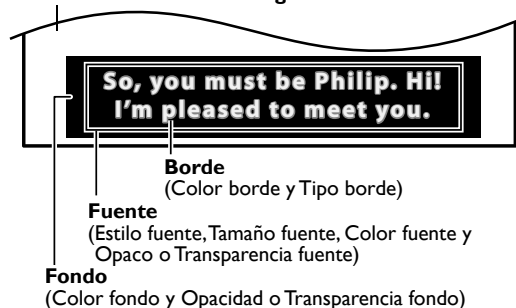 So, you must be Philip. Hi!
I'm pleased to meet you.
Borde
(Color borde y Tipo borde)
Fuente
(Estilo fuente, Tamaño fuente, Color fuente y
Opaco o Transparencia fuente)
Fondo
(Color fondo y Opacidad o Transparencia fondo)